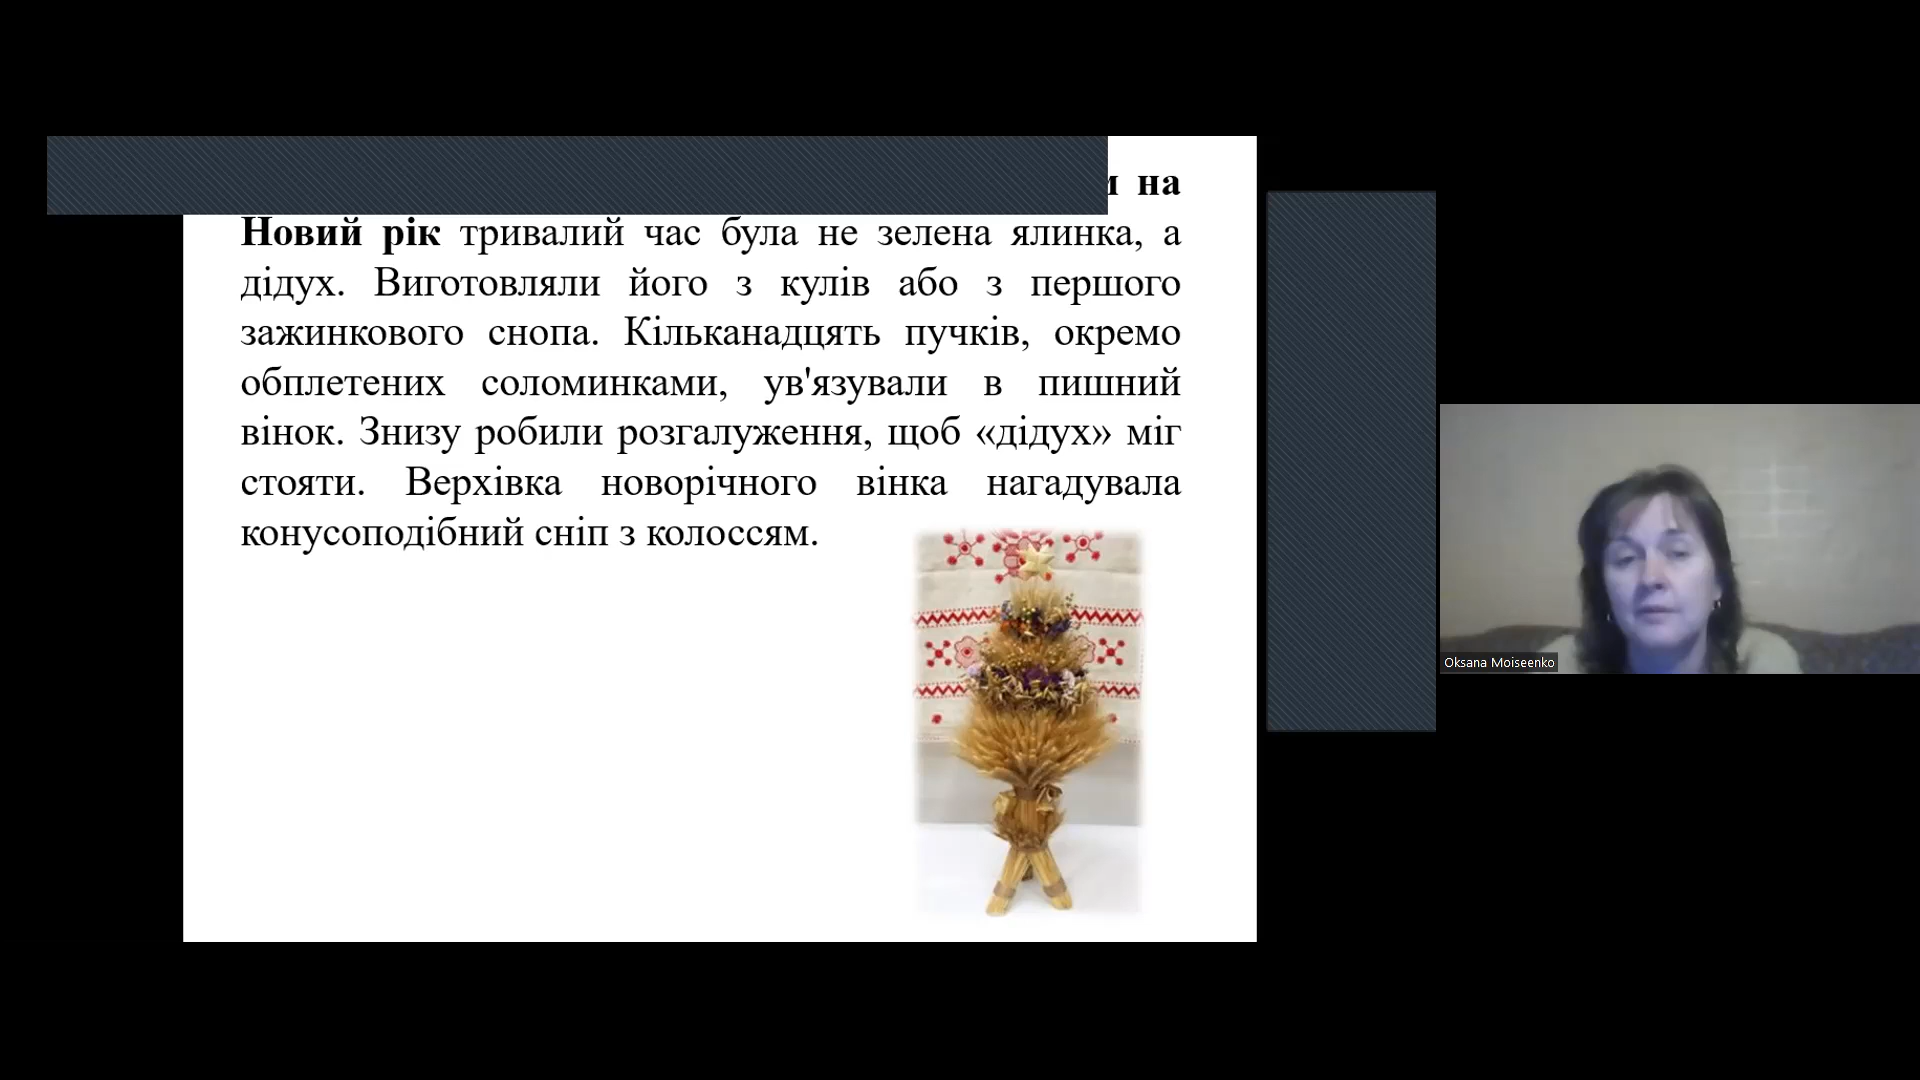 на
Новий рік тривалий час була не зелена ялинка, а
дідух. Виготовляли його з кулів або з першого
зажинкового снопа. Кільканадцять пучків, окремо
обплетених соломинками, ув'язували в пишний
вінок. Знизу робили розгалуження, щоб «дідух» міг
стояти. Верхівка новорічного вінка нагадувала
конусоподібний сніп з колоссям.
Oksana Moiseenko